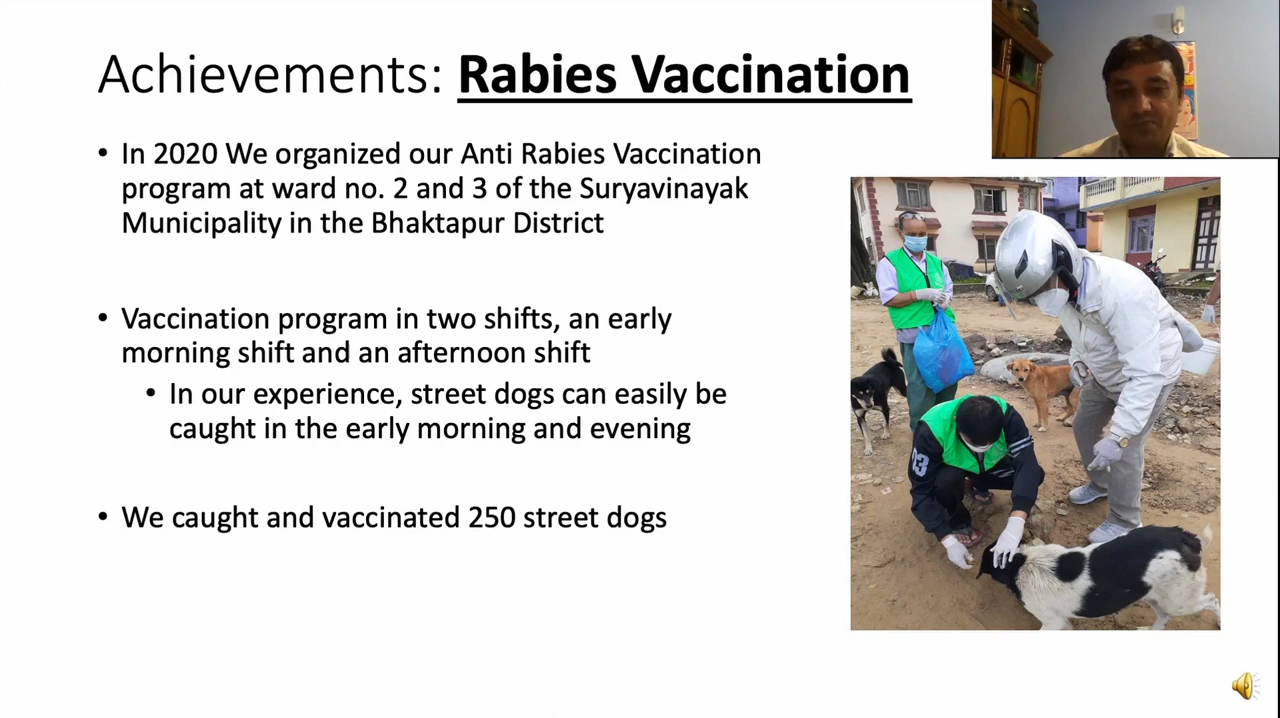 Achievements: Rabies Vaccination
• In 2020 We organized our Anti Rabies Vaccination
program at ward no. 2 and 3 of the Suryavinayak
Municipality in the Bhaktapur District
• Vaccination program in two shifts, an early
morning shift and an afternoon shift
• In our experience, street dogs can easily be
caught in the early morning and evening
• We caught and vaccinated 250 street dogs
23